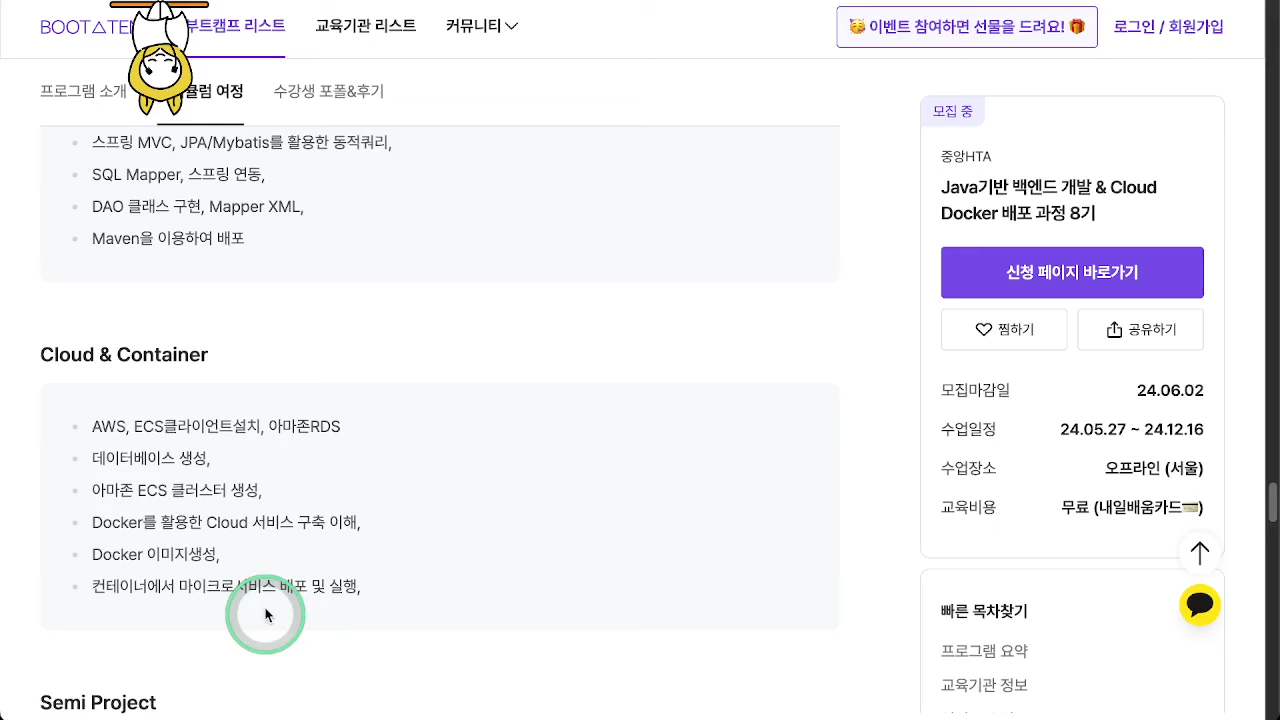 BOOT
부트캠프 리스트
교육기관 리스트
커뮤니티
🥳 이벤트 참여하면 선물을 드려요! 🎁
로그인 / 회원가입
프로그램 소개
큘럼 여정
수강생 포폴&후기
스프링 MVC, JPA/Mybatis를 활용한 동적쿼리,
SQL Mapper, 스프링 연동,
DAO 클래스 구현, Mapper XML,
Maven을 이용하여 배포
Cloud & Container
AWS, ECS클라이언트설치, 아마존RDS
데이터베이스 생성,
아마존 ECS 클러스터 생성,
Docker를 활용한 Cloud 서비스 구축 이해,
Docker 이미지생성,
컨테이너에서 마이크로서비스 배포 및 실행,
Semi Project
모집 중
중앙HTA
Java기반 백엔드 개발 & Cloud
Docker 배포 과정 8기
신청 페이지 바로가기
찜하기
공유하기
모집마감일 24.06.02
수업일정 24.05.27 ~ 24.12.16
수업장소 오프라인 (서울)
교육비용 무료 (내일배움카드💳)
빠른 목차찾기
프로그램 요약
교육기관 정보